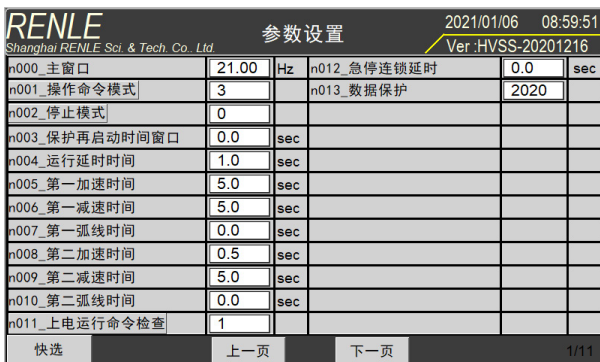 RENLE
Shanghai RENLE Sci. & Tech. Co.. Ltd.
参数设置
2021/01/06 08:59:51
Ver :HVSS-20201216
n000_主窗口 21.00 Hz n012_急停连锁延时 0.0 sec
n001_操作命令模式 3 n013_数据保护 2020
n002_停止模式 0
n003_保护再启动时间窗口 0.0 sec
n004_运行延时时间 1.0 sec
n005_第一加速时间 5.0 sec
n006_第一减速时间 5.0 sec
n007_第一弧线时间 0.0 sec
n008_第二加速时间 0.5 sec
n009_第二减速时间 5.0 sec
n010_第二弧线时间 0.0 sec
n011_上电运行命令检查 1
快选 上一页 下一页 1/11